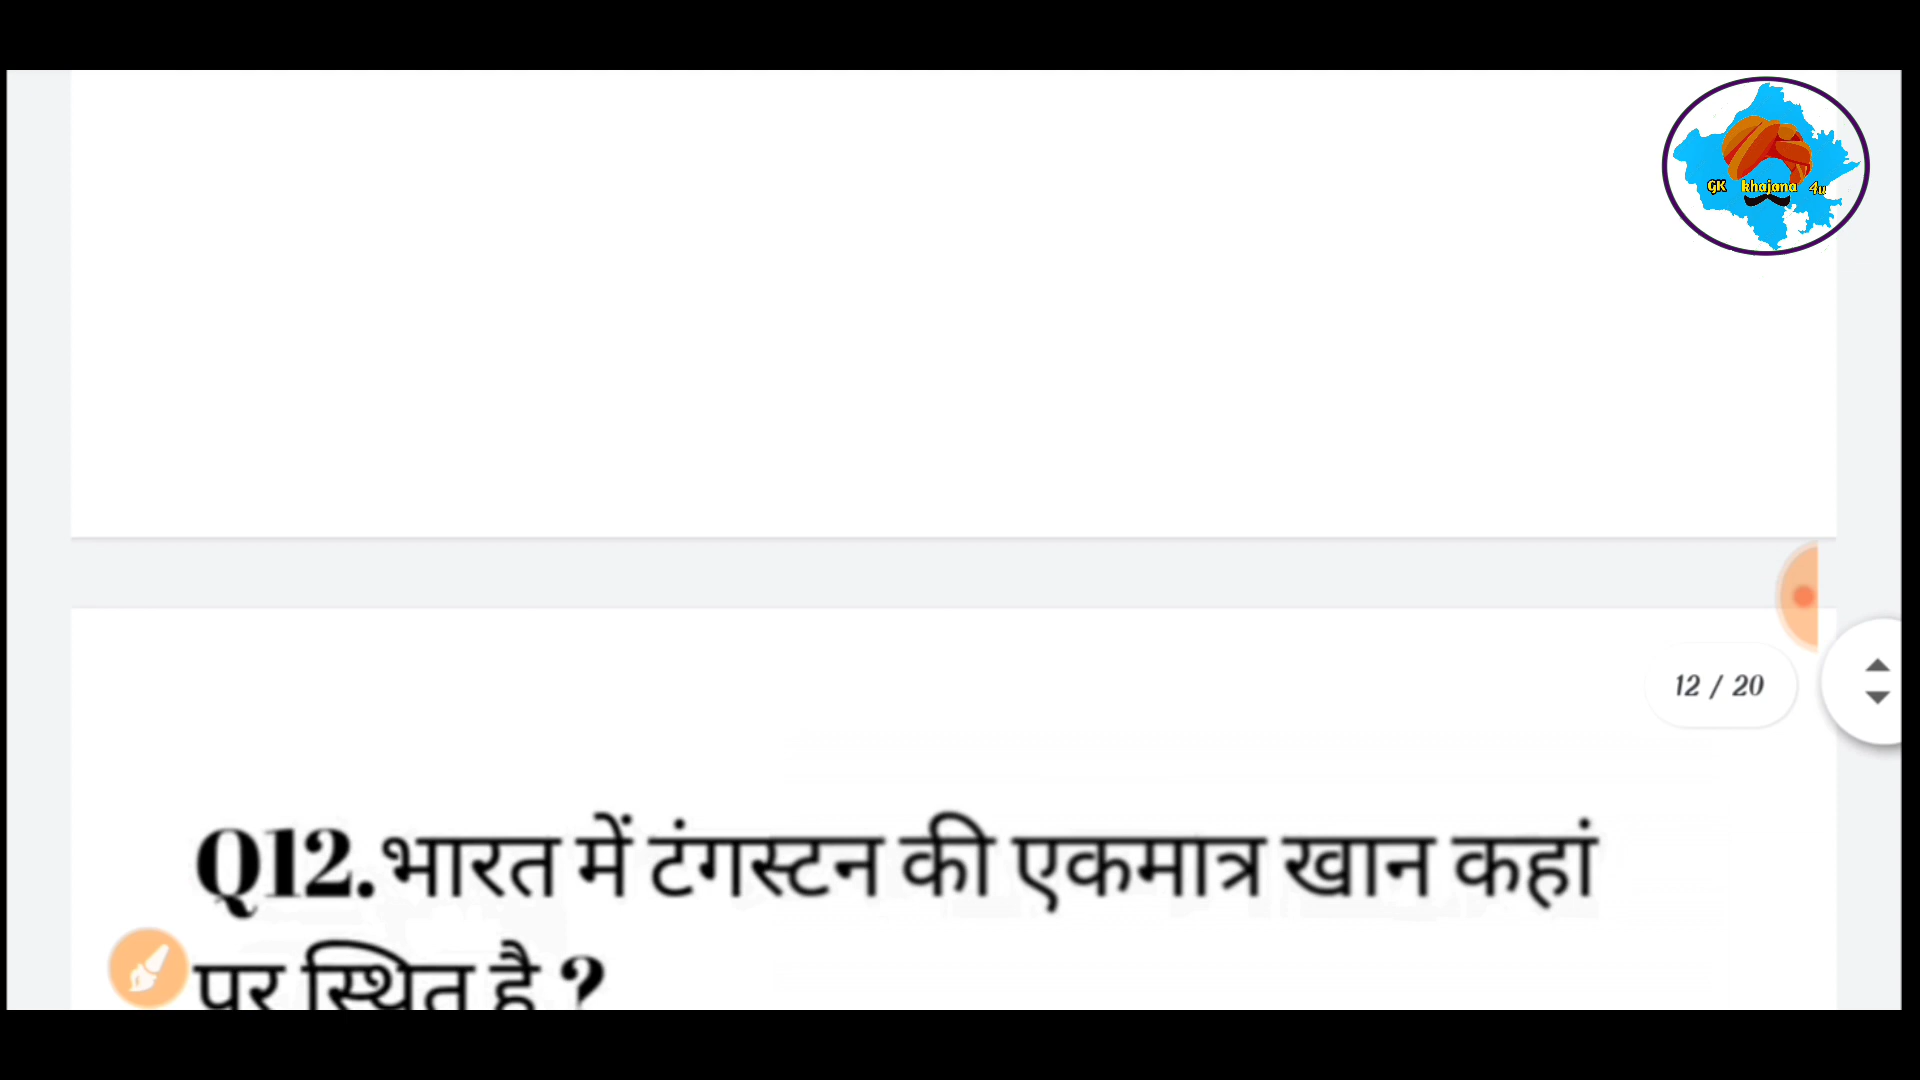 GK khajana 4u
12 / 20
Q12.भारत में टंगस्टन की एकमात्र खान कहां
पर स्थित है ?